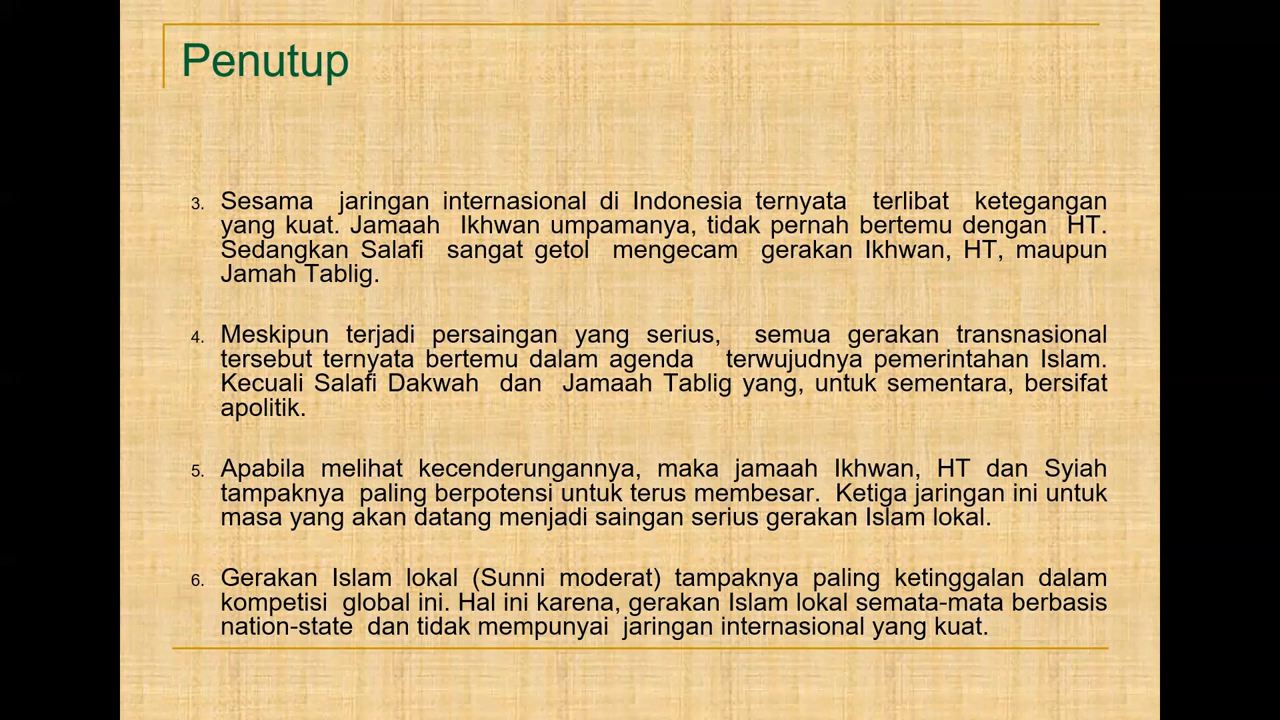 Penutup
3. Sesama jaringan internasional di Indonesia ternyata terlibat ketegangan
yang kuat. Jamaah Ikhwan umpamanya, tidak pernah bertemu dengan HT.
Sedangkan Salafi sangat getol mengecam gerakan Ikhwan, HT, maupun
Jamah Tablig.
4. Meskipun terjadi persaingan yang serius, semua gerakan transnasional
tersebut ternyata bertemu dalam agenda terwujudnya pemerintahan Islam.
Kecuali Salafi Dakwah dan Jamaah Tablig yang, untuk sementara, bersifat
apolitik.
5. Apabila melihat kecenderungannya, maka jamaah Ikhwan, HT dan Syiah
tampaknya paling berpotensi untuk terus membesar. Ketiga jaringan ini untuk
masa yang akan datang menjadi saingan serius gerakan Islam lokal.
6. Gerakan Islam lokal (Sunni moderat) tampaknya paling ketinggalan dalam
kompetisi global ini. Hal ini karena, gerakan Islam lokal semata-mata berbasis
nation-state dan tidak mempunyai jaringan internasional yang kuat.